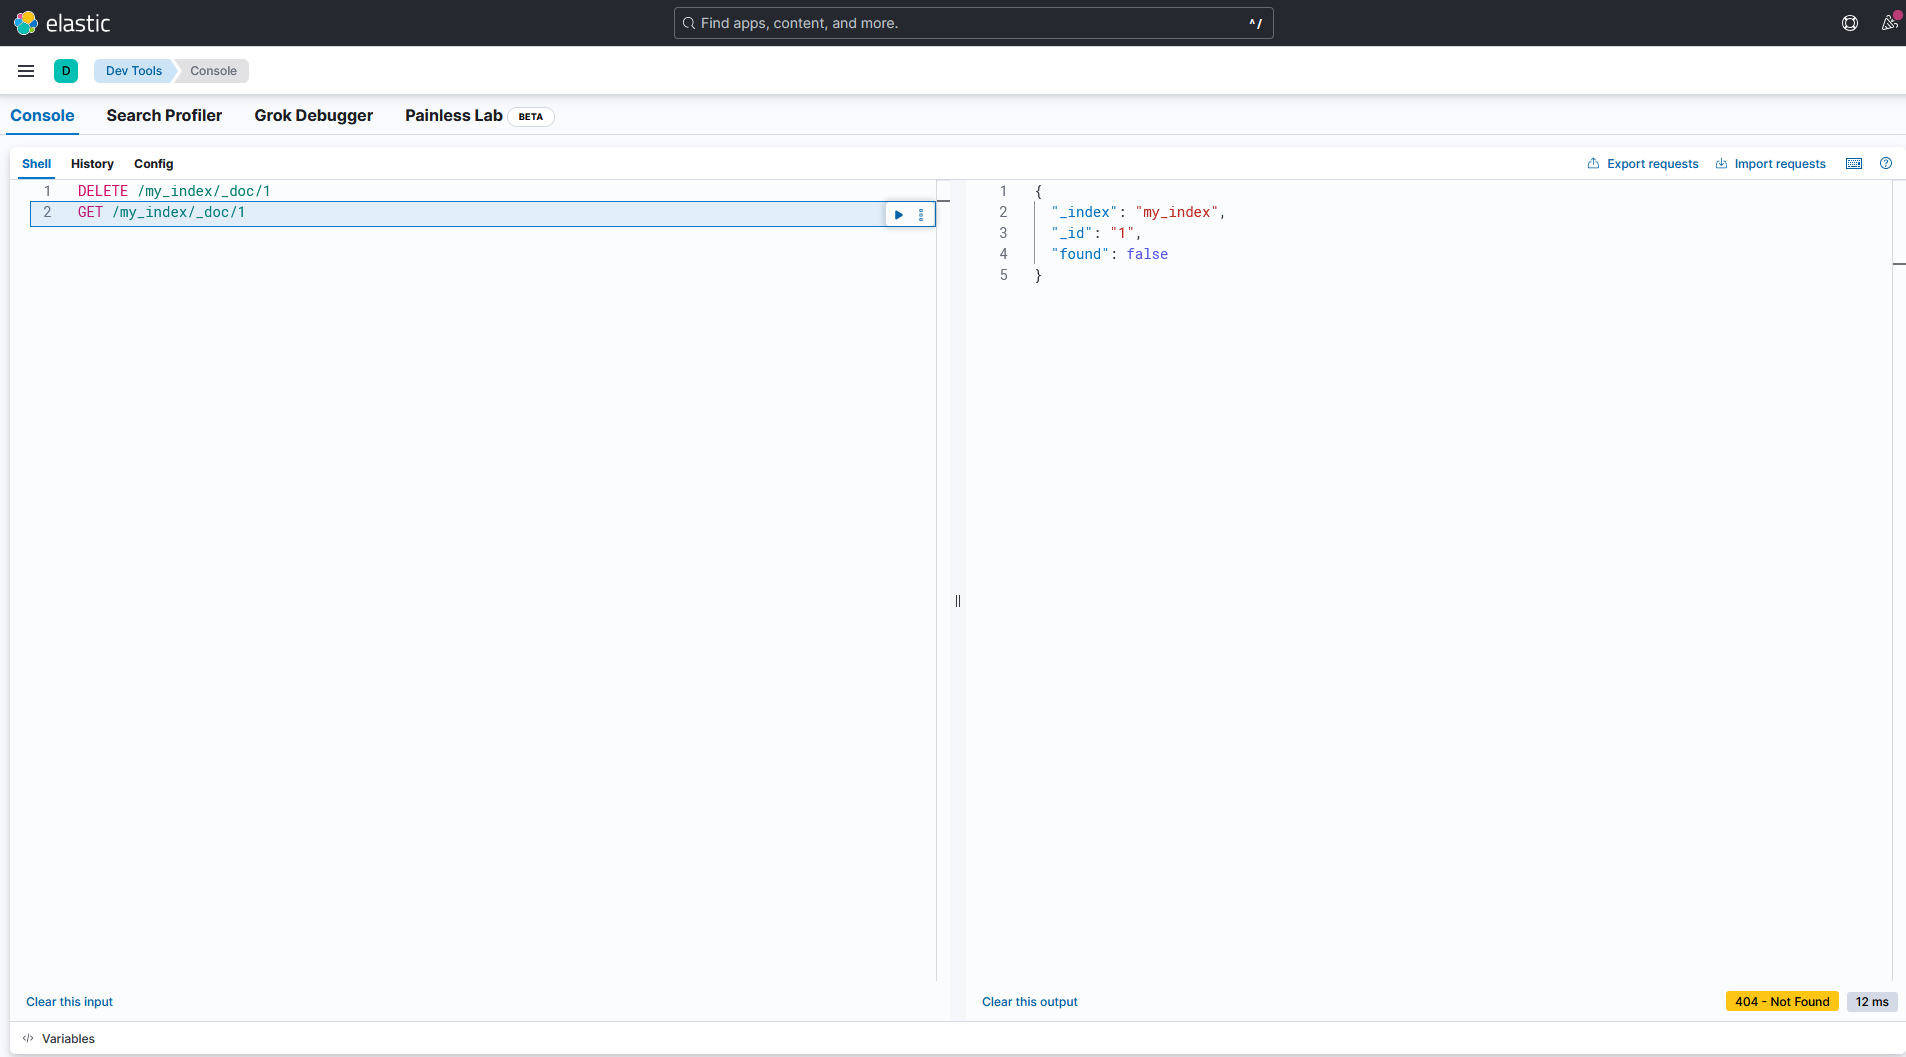 elastic
Find apps, content, and more.
^/
D
Dev Tools
Console
Console
Search Profiler
Grok Debugger
Painless Lab
BETA
Shell
History
Config
Export requests
Import requests
1 DELETE /my_index/_doc/1
2 GET /my_index/_doc/1
1 {
2 "_index": "my_index",
3 "_id": "1",
4 "found": false
5 }
Clear this input
Clear this output
404 - Not Found
12 ms
</> Variables